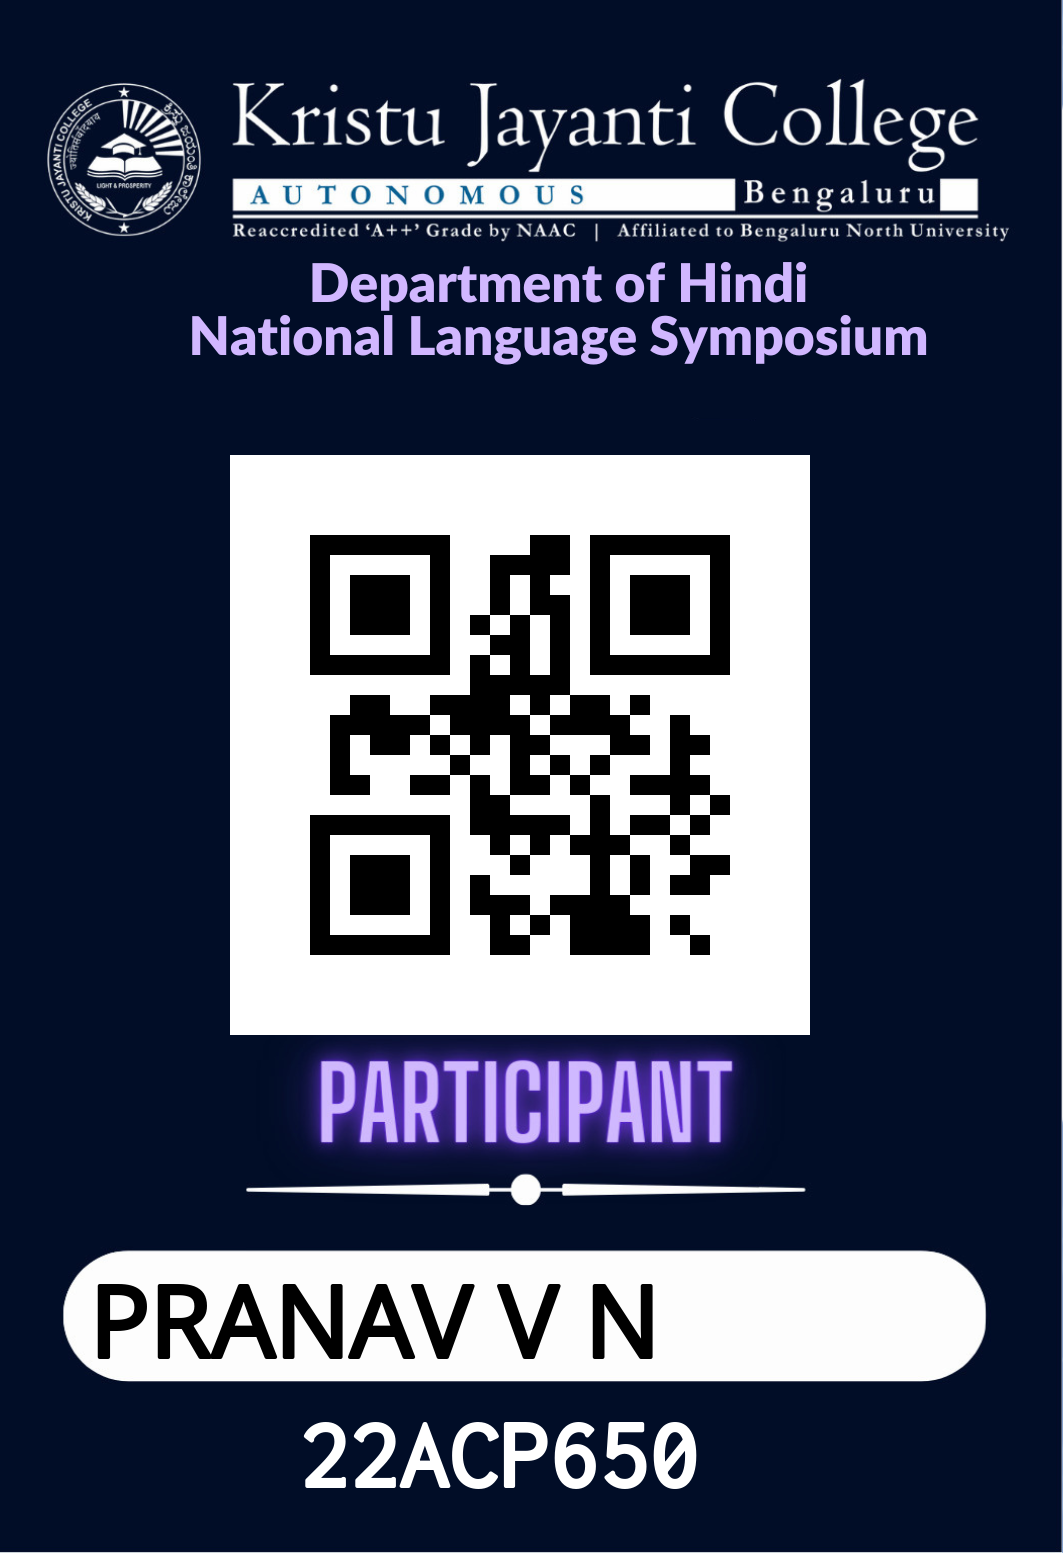 Kristu Jayanti College
AUTONOMOUS Bengaluru
Reaccredited ‘A++’ Grade by NAAC | Affiliated to Bengaluru North University
KRISTU JAYANTI COLLEGE
LIGHT & PROSPERITY
Department of Hindi
National Language Symposium
PARTICIPANT
PRANAV V N
22ACP650